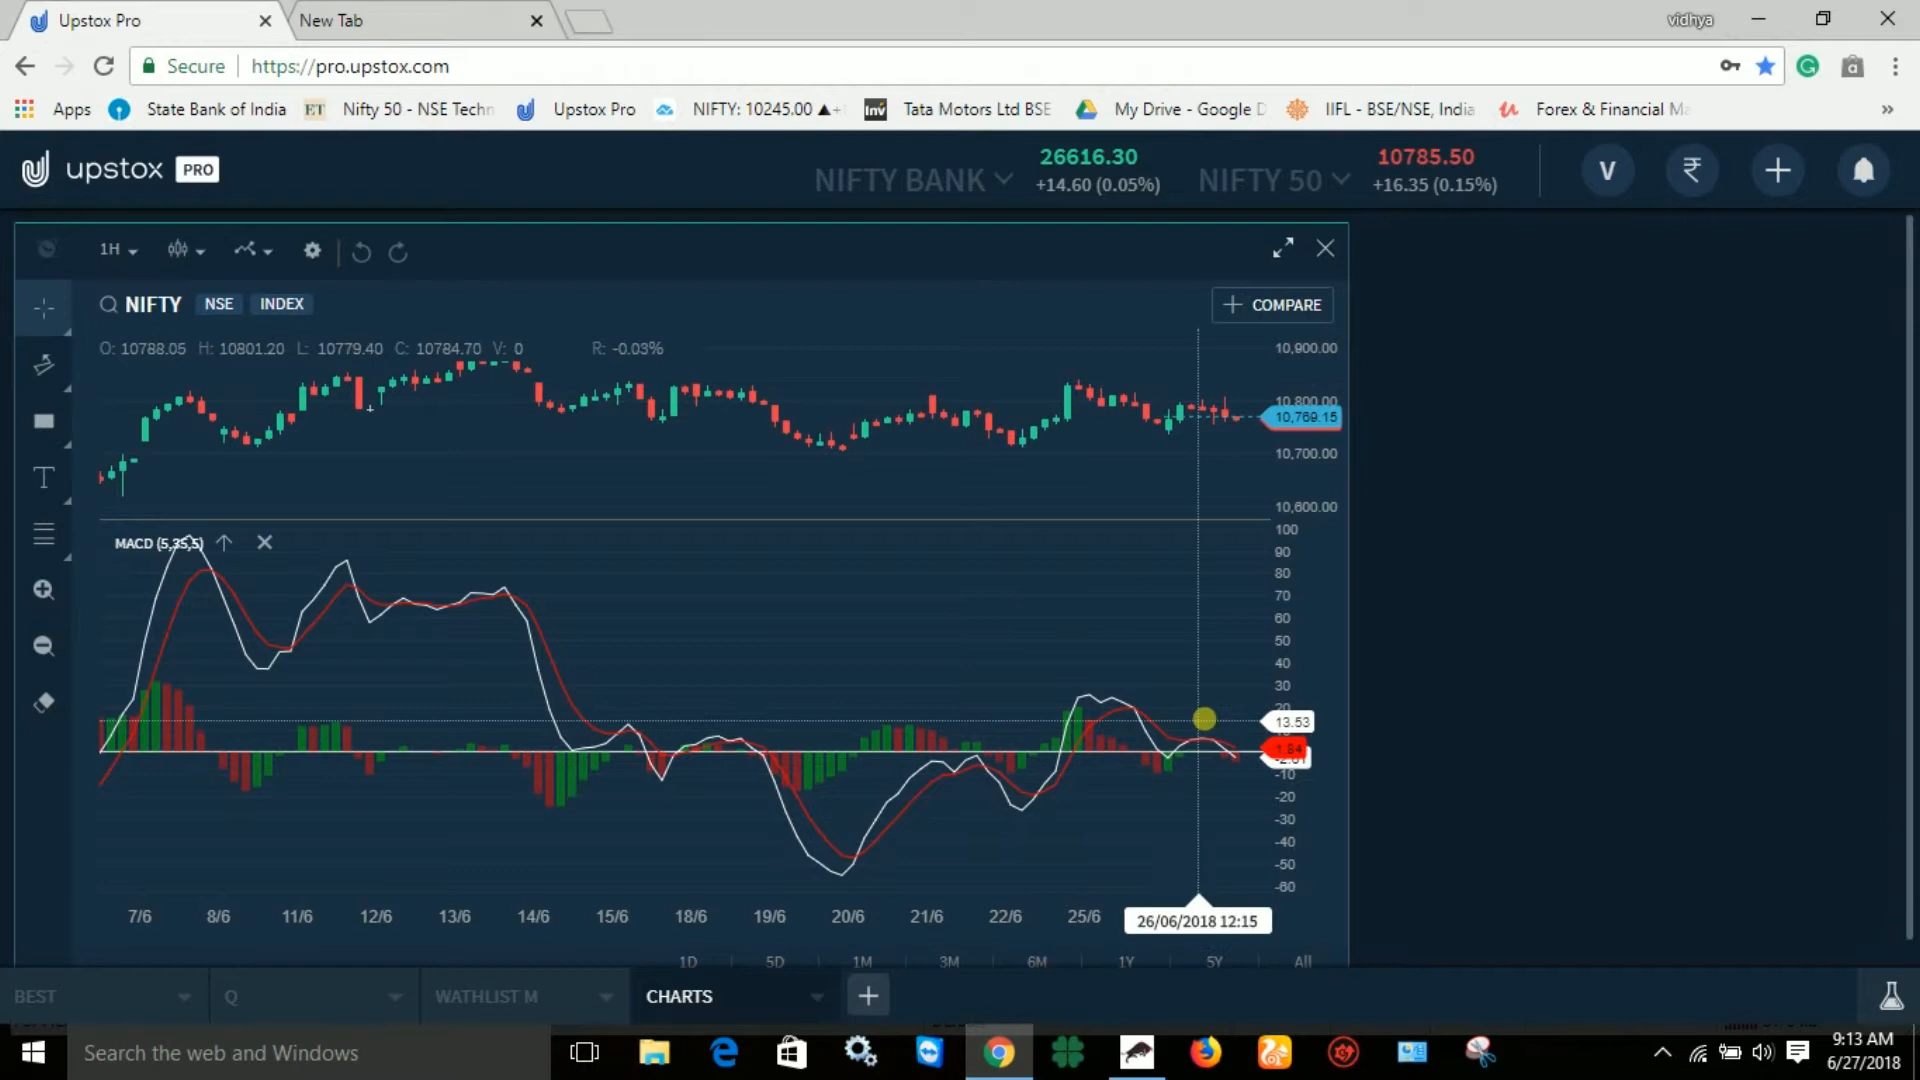 Upstox Pro
New Tab
vidhya
Secure
https://pro.upstox.com
Apps
State Bank of India
ET
Nifty 50 - NSE Techn
Upstox Pro
NIFTY: 10245.00 ▲+
Inv
Tata Motors Ltd BSE
My Drive - Google D
IIFL - BSE/NSE, India
Forex & Financial Ma
»
upstox PRO
NIFTY BANK
26616.30
+14.60 (0.05%)
NIFTY 50
10785.50
+16.35 (0.15%)
V
₹
1H
NIFTY NSE INDEX
COMPARE
O: 10788.05 H: 10801.20 L: 10779.40 C: 10784.70 V: 0 R: -0.03%
10,900.00
10,800.00
10,769.15
10,700.00
10,600.00
MACD (5,35,5)
100
90
80
70
60
50
40
30
20
13.53
1.84
-10
-20
-30
-40
-50
-60
7/6 8/6 11/6 12/6 13/6 14/6 15/6 18/6 19/6 20/6 21/6 22/6 25/6
26/06/2018 12:15
1D 5D 1M 3M 6M 1Y 5Y All
BEST
Q
WATHLIST M
CHARTS
Search the web and Windows
9:13 AM
6/27/2018